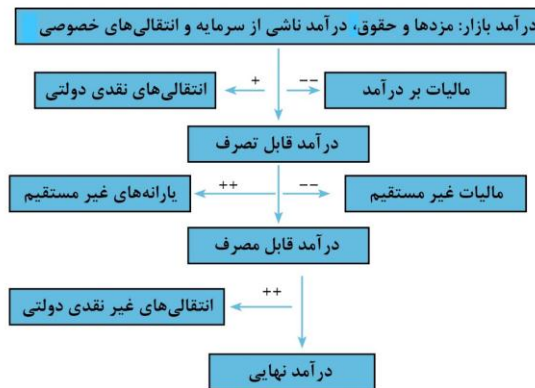 درآمد بازار: مزدها و حقوق، درآمد ناشی از سرمایه و انتقالی‌های خصوصی
+
--
انتقالی‌های نقدی دولتی
مالیات بر درآمد
درآمد قابل تصرف
++
--
یارانه‌های غیر مستقیم
مالیات غیر مستقیم
درآمد قابل مصرف
++
انتقالی‌های غیر نقدی دولتی
درآمد نهایی